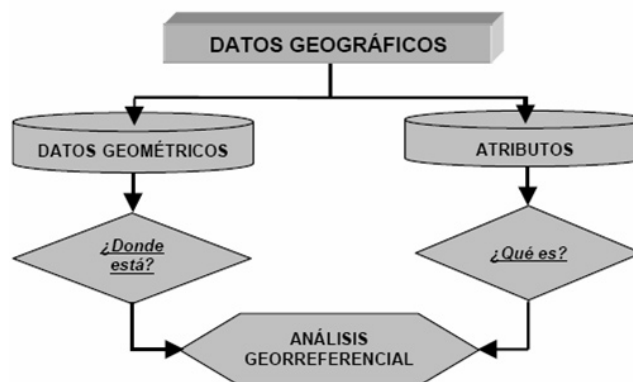 DATOS GEOGRÁFICOS
DATOS GEOMÉTRICOS
ATRIBUTOS
¿Donde
está?
¿Qué es?
ANÁLISIS
GEORREFERENCIAL